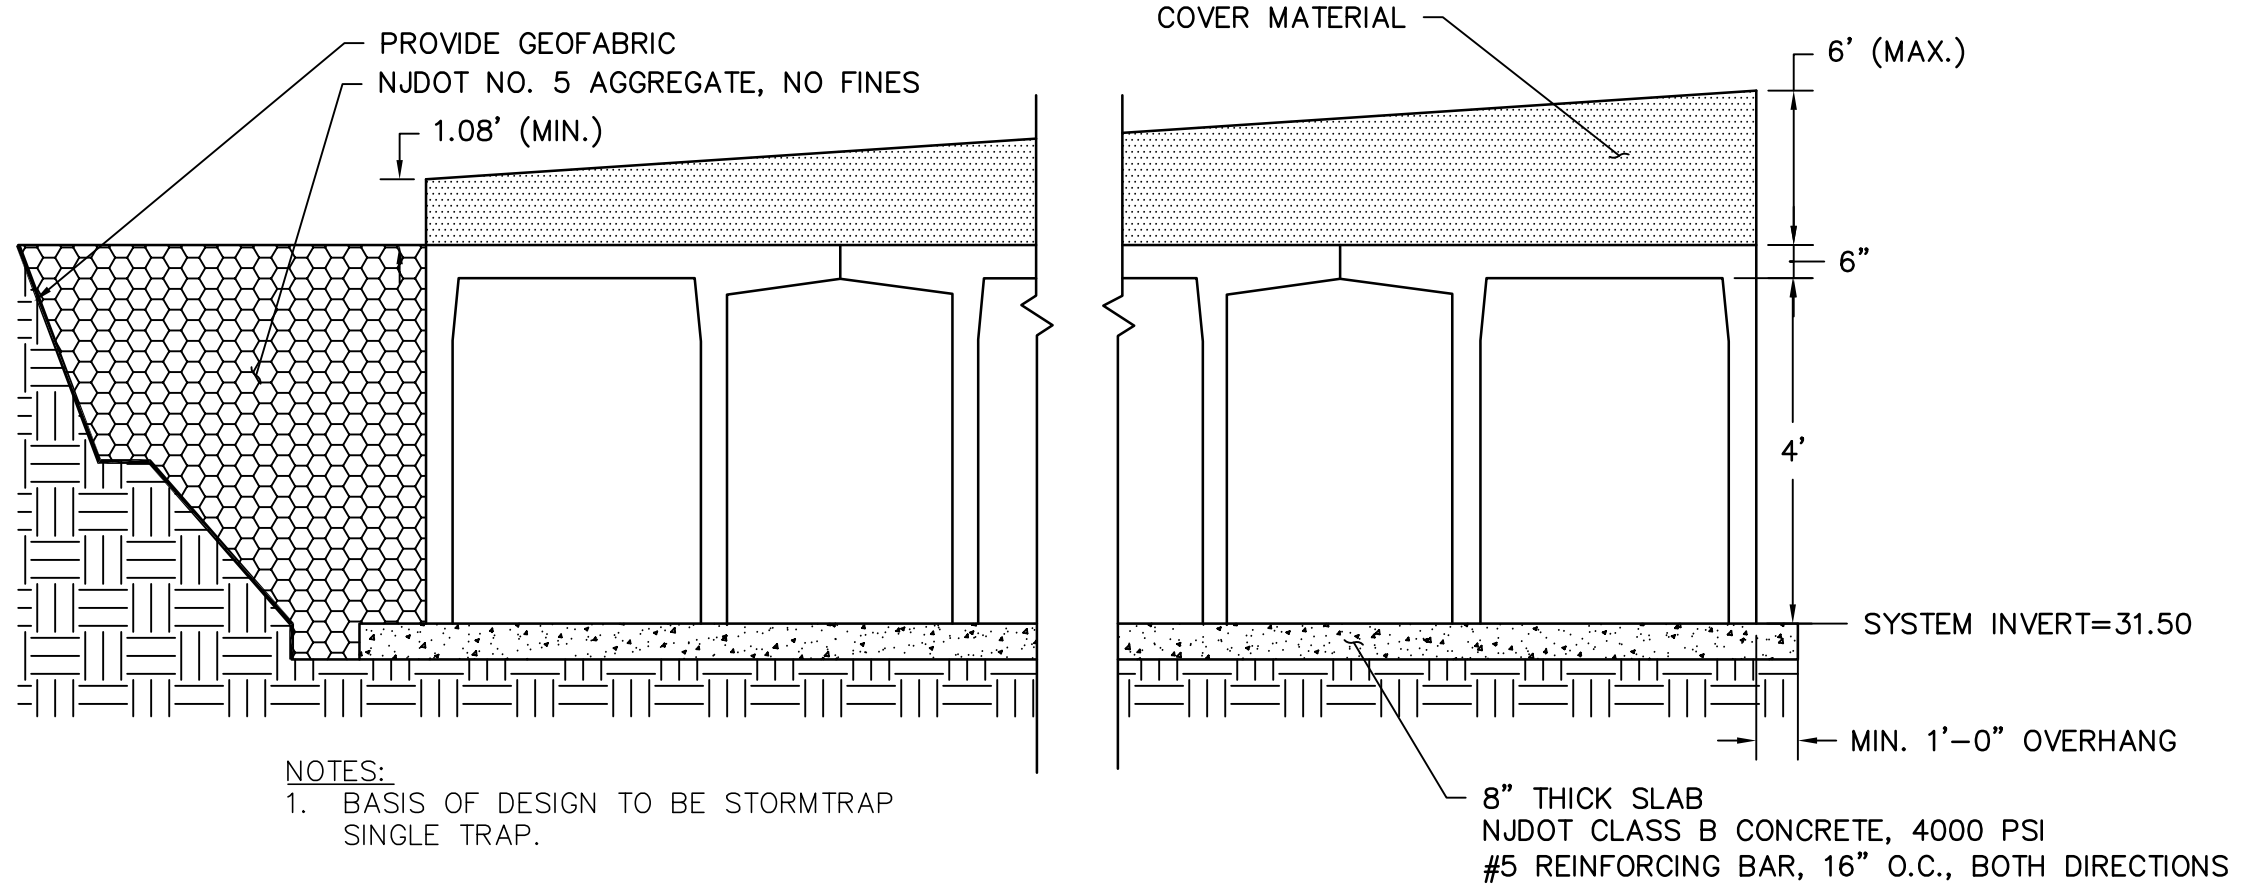 COVER MATERIAL
PROVIDE GEOFABRIC
6' (MAX.)
NJDOT NO. 5 AGGREGATE, NO FINES
1.08' (MIN.)
6"
4'
SYSTEM INVERT=31.50
MIN. 1'-0" OVERHANG
NOTES:
1. BASIS OF DESIGN TO BE STORMTRAP
SINGLE TRAP.
8" THICK SLAB
NJDOT CLASS B CONCRETE, 4000 PSI
#5 REINFORCING BAR, 16" O.C., BOTH DIRECTIONS